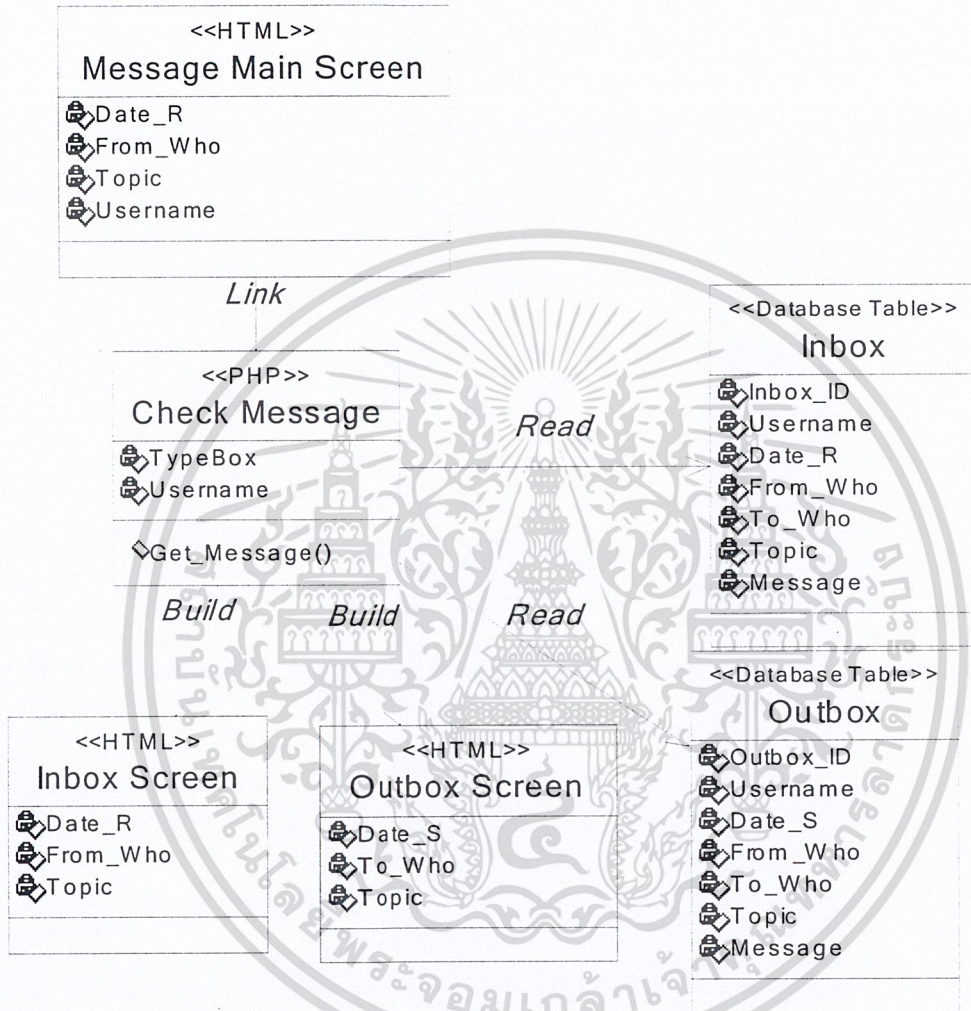 <<HTML>>
Message Main Screen
Date_R
From_Who
Topic
Username
Link
<<PHP>>
Check Message
TypeBox
Username
Get_Message()
Read
<<Database Table>>
Inbox
Inbox_ID
Username
Date_R
From_Who
To_Who
Topic
Message
Build
Build
Read
<<Database Table>>
Outbox
Outbox_ID
Username
Date_S
From_Who
To_Who
Topic
Message
<<HTML>>
Inbox Screen
Date_R
From_Who
Topic
<<HTML>>
Outbox Screen
Date_S
To_Who
Topic